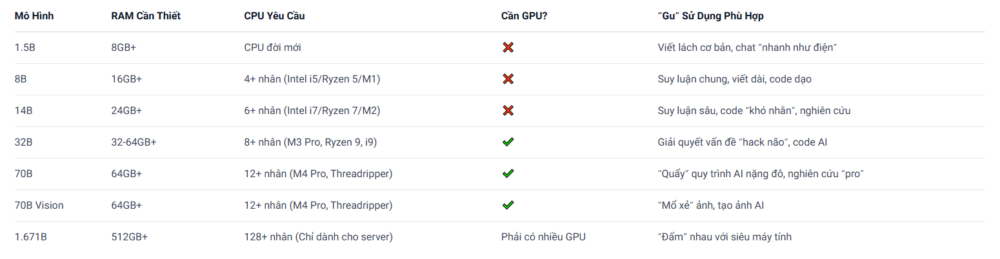 Mô Hình RAM Cần Thiết CPU Yêu Cầu Cần GPU? "Gu" Sử Dụng Phù Hợp
1.5B 8GB+ CPU đời mới ❌ Viết lách cơ bản, chat “nhanh như điện”
8B 16GB+ 4+ nhân (Intel i5/Ryzen 5/M1) ❌ Suy luận chung, viết dài, code dạo
14B 24GB+ 6+ nhân (Intel i7/Ryzen 7/M2) ❌ Suy luận sâu, code “khó nhằn”, nghiên cứu
32B 32-64GB+ 8+ nhân (M3 Pro, Ryzen 9, i9) ✔ Giải quyết vấn đề “hack não”, code AI
70B 64GB+ 12+ nhân (M4 Pro, Threadripper) ✔ “Quẩy” quy trình AI nặng đô, nghiên cứu “pro”
70B Vision 64GB+ 12+ nhân (M4 Pro, Threadripper) ✔ “Mổ xẻ” ảnh, tạo ảnh AI
1.671B 512GB+ 128+ nhân (Chỉ dành cho server) Phải có nhiều GPU “Đấm” nhau với siêu máy tính